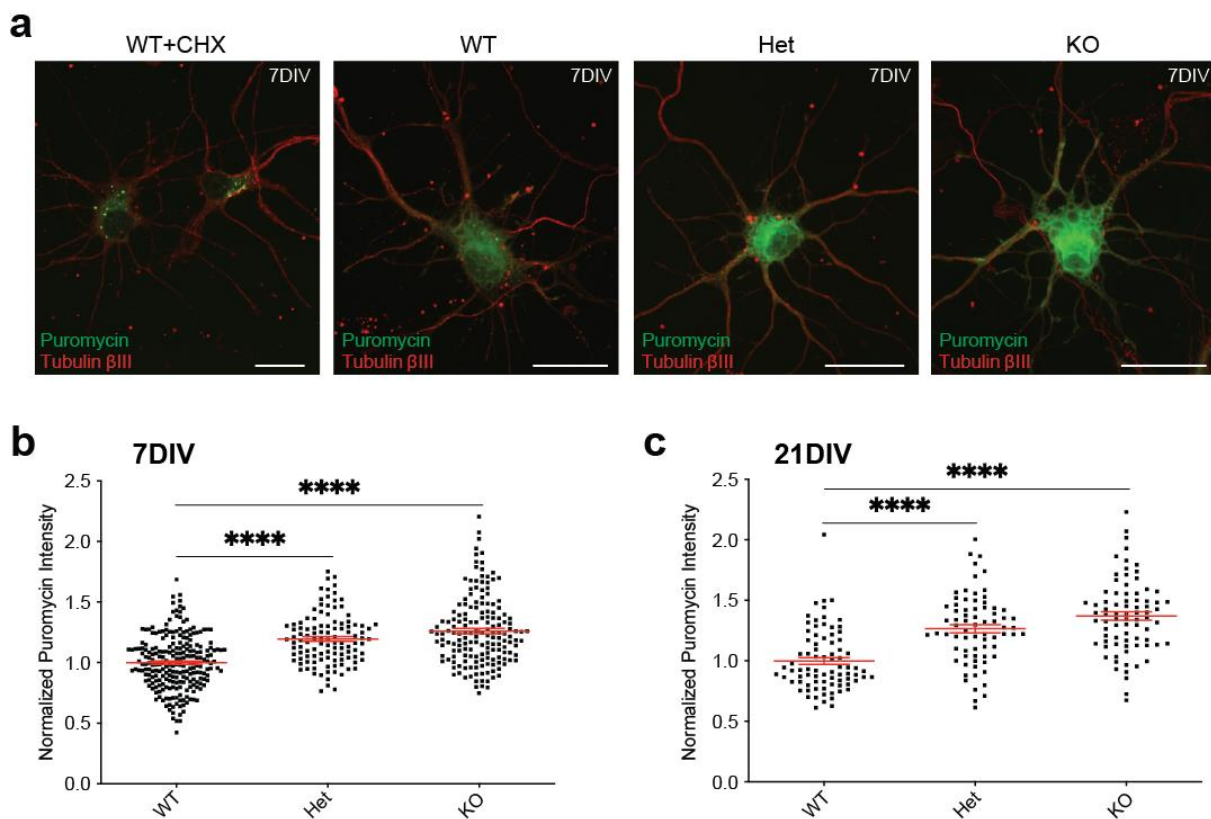 a
WT+CHX
WT
Het
KO
7DIV
7DIV
7DIV
7DIV
Puromycin
Tubulin βIII
Puromycin
Tubulin βIII
Puromycin
Tubulin βIII
Puromycin
Tubulin βIII
b
7DIV
Normalized Puromycin Intensity
2.5
2.0
1.5
1.0
0.5
0.0
****
****
WT
Het
KO
c
21DIV
Normalized Puromycin Intensity
2.5
2.0
1.5
1.0
0.5
0.0
****
****
WT
Het
KO